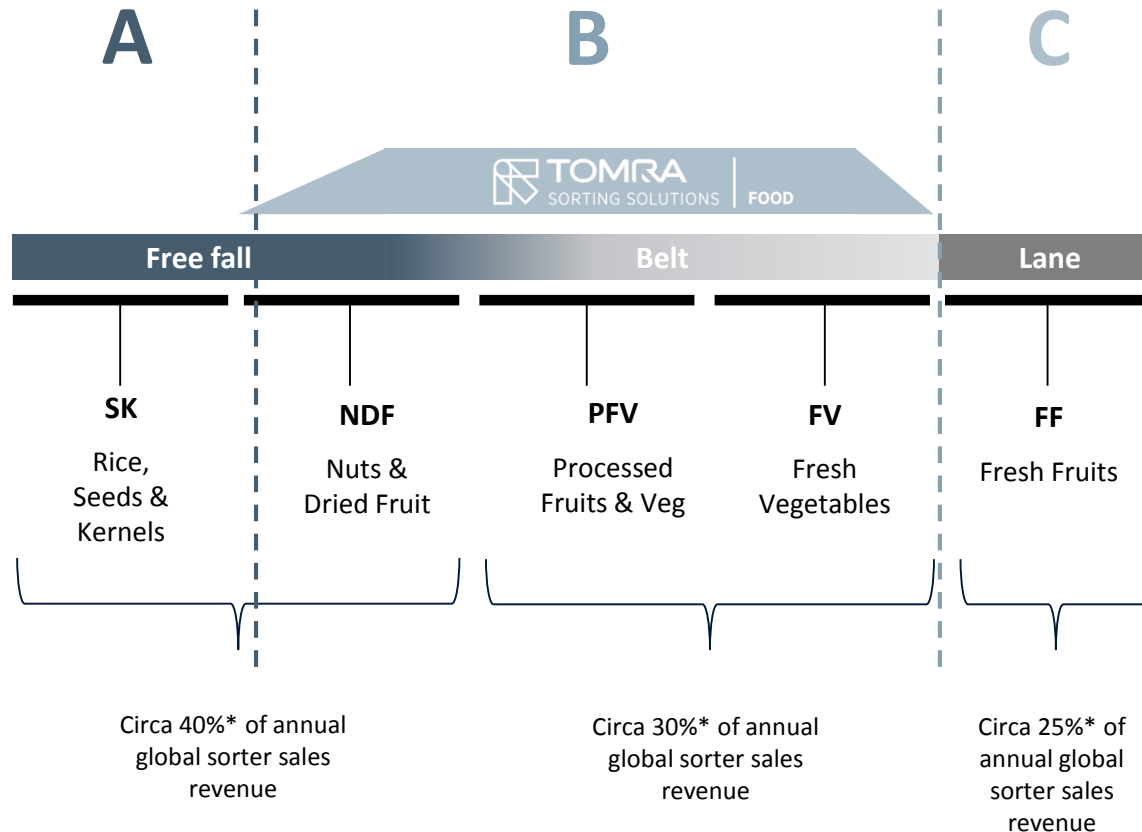 A
B
C
TOMRA
SORTING SOLUTIONS
FOOD
Free fall
Belt
Lane
SK
Rice,
Seeds &
Kernels
NDF
Nuts &
Dried Fruit
PFV
Processed
Fruits & Veg
FV
Fresh
Vegetables
FF
Fresh Fruits
Circa 40%* of annual
global sorter sales
revenue
Circa 30%* of annual
global sorter sales
revenue
Circa 25%* of
annual global
sorter sales
revenue